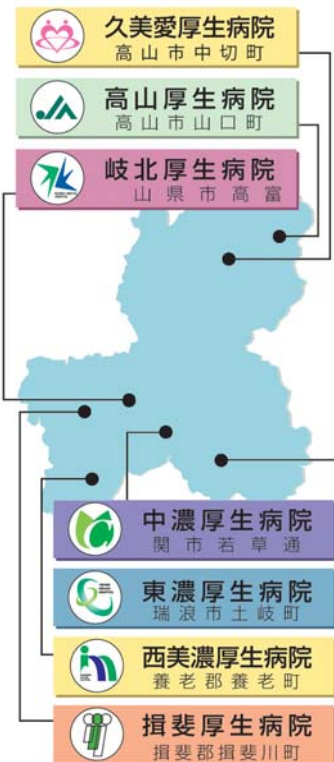 久美愛厚生病院
高山市中切町
高山厚生病院
高山市山口町
岐北厚生病院
山県市高富
中濃厚生病院
関市若草通
東濃厚生病院
瑞浪市土岐町
西美濃厚生病院
養老郡養老町
揖斐厚生病院
揖斐郡揖斐川町